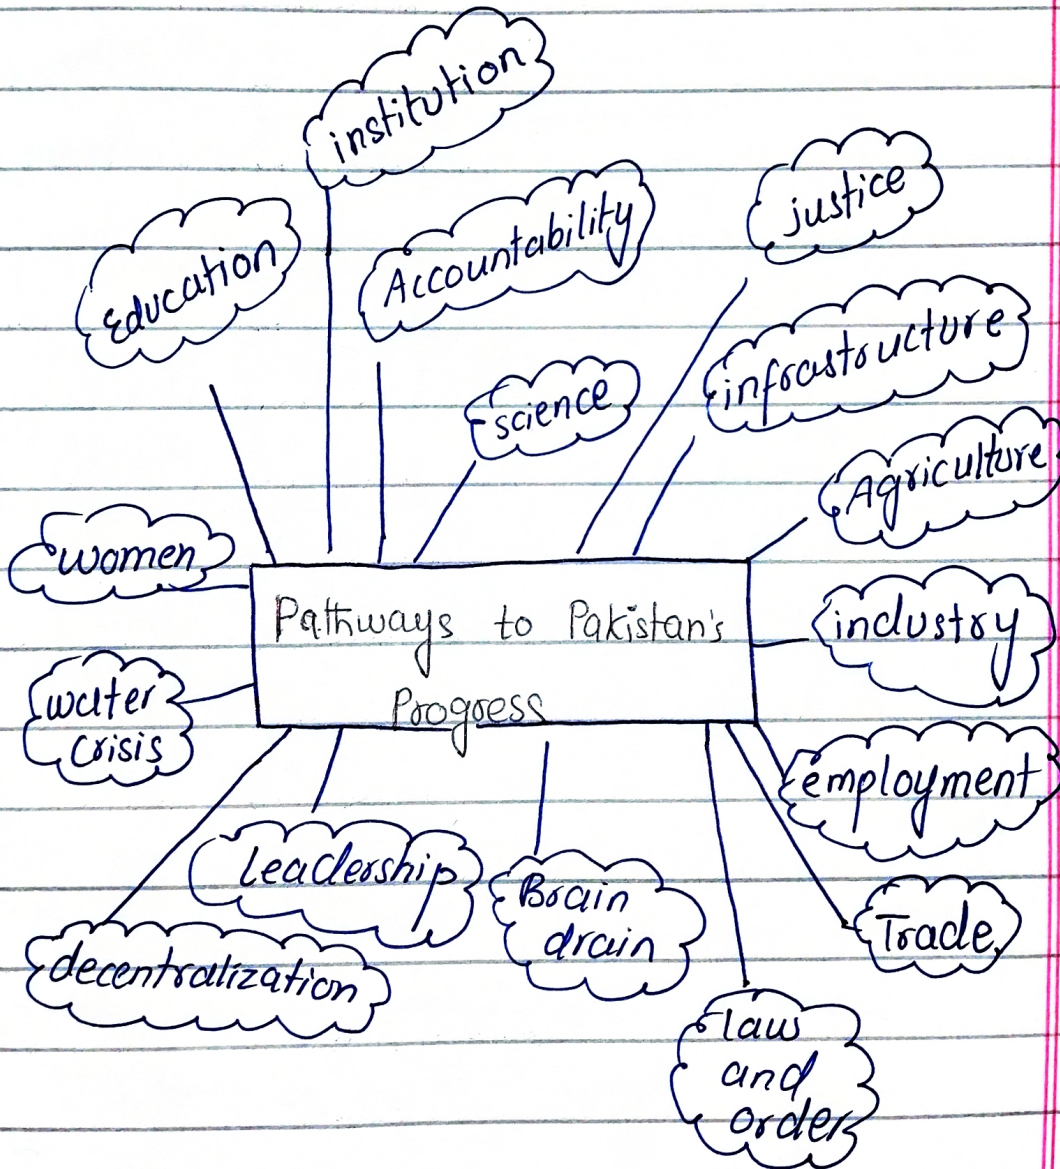 institution
justice
Accountability
Education
infrastructure
science
Agriculture
women
Pathways to Pakistan's
Progress
industry
water
crisis
employment
Leadership
Brain
drain
Trade
decentralization
law
and
order